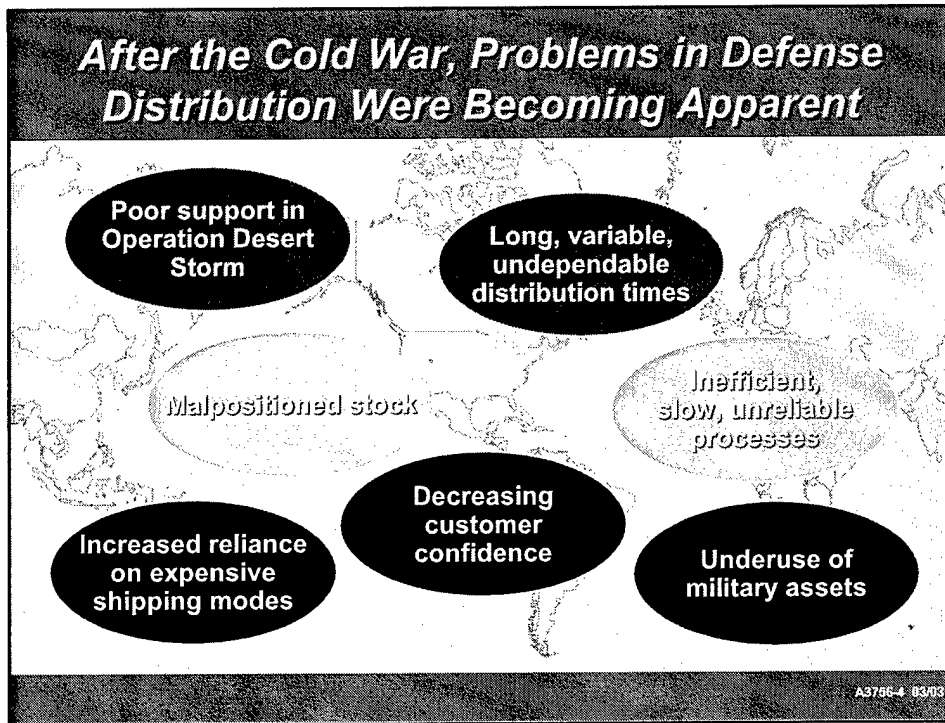 After the Cold War, Problems in Defense
Distribution Were Becoming Apparent
Poor support in
Operation Desert
Storm
Long, variable,
undependable
distribution times
Malpositioned stock
Inefficient,
slow, unreliable
processes
Decreasing
customer
confidence
Increased reliance
on expensive
shipping modes
Underuse of
military assets
A3756-4 03/03